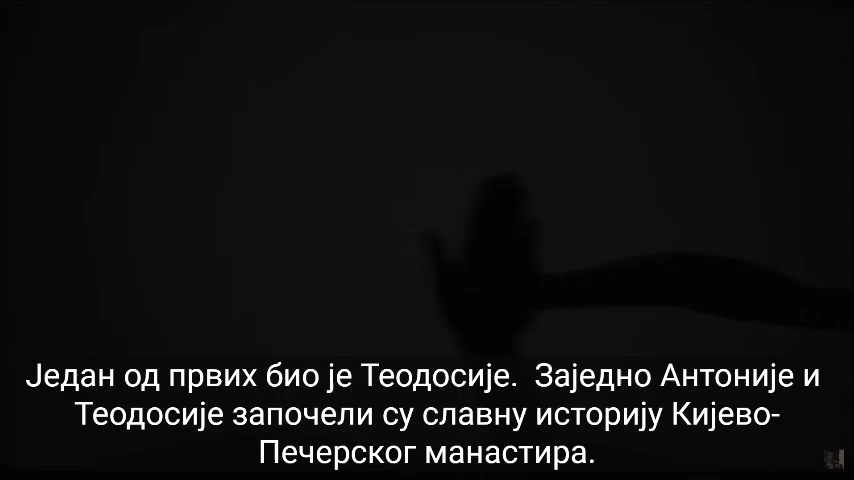 Један од првих био је Теодосије. Заједно Антоније и
Теодосије започели су славну историју Кијево-
Печерског манастира.